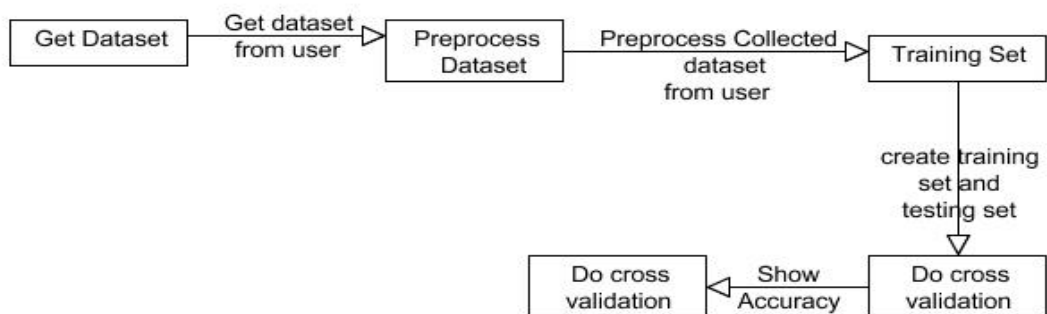 Get Dataset
Get dataset
from user
Preprocess
Dataset
Preprocess Collected
dataset
from user
Training Set
create training
set and
testing set
Do cross
validation
Show
Accuracy
Do cross
validation